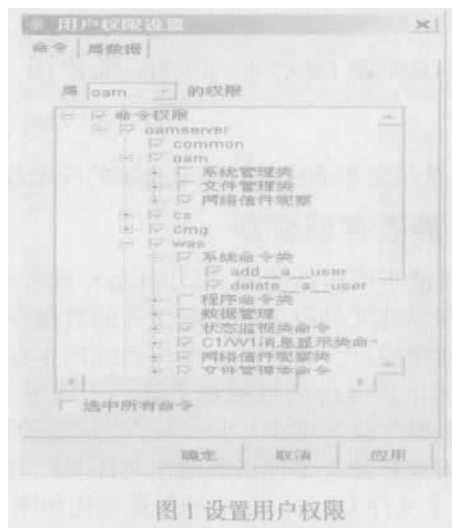 用户权限设置
命令 局数据
局 oam 的权限
命令权限
oamserver
common
oam
系统管理类
文件管理类
网络信件观察
cs
cmg
was
系统命令类
add__a__user
delete__a__user
程序命令类
数据管理
状态监视类命令
C1/W1消息显示类命
网络信件观察类
文件管理类命令
选中所有命令
确定 取消 应用
图1 设置用户权限